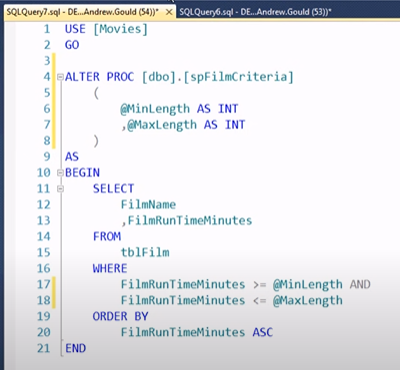 SQLQuery7.sql - DE...Andrew.Gould (54))* × SQLQuery6.sql - DE...Andrew.Gould (53))*
1 USE [Movies]
2 GO
3
4 ALTER PROC [dbo].[spFilmCriteria]
5 (
6 @MinLength AS INT
7 ,@MaxLength AS INT
8 )
9 AS
10 BEGIN
11 SELECT
12 FilmName
13 ,FilmRunTimeMinutes
14 FROM
15 tblFilm
16 WHERE
17 FilmRunTimeMinutes >= @MinLength AND
18 FilmRunTimeMinutes <= @MaxLength
19 ORDER BY
20 FilmRunTimeMinutes ASC
21 END